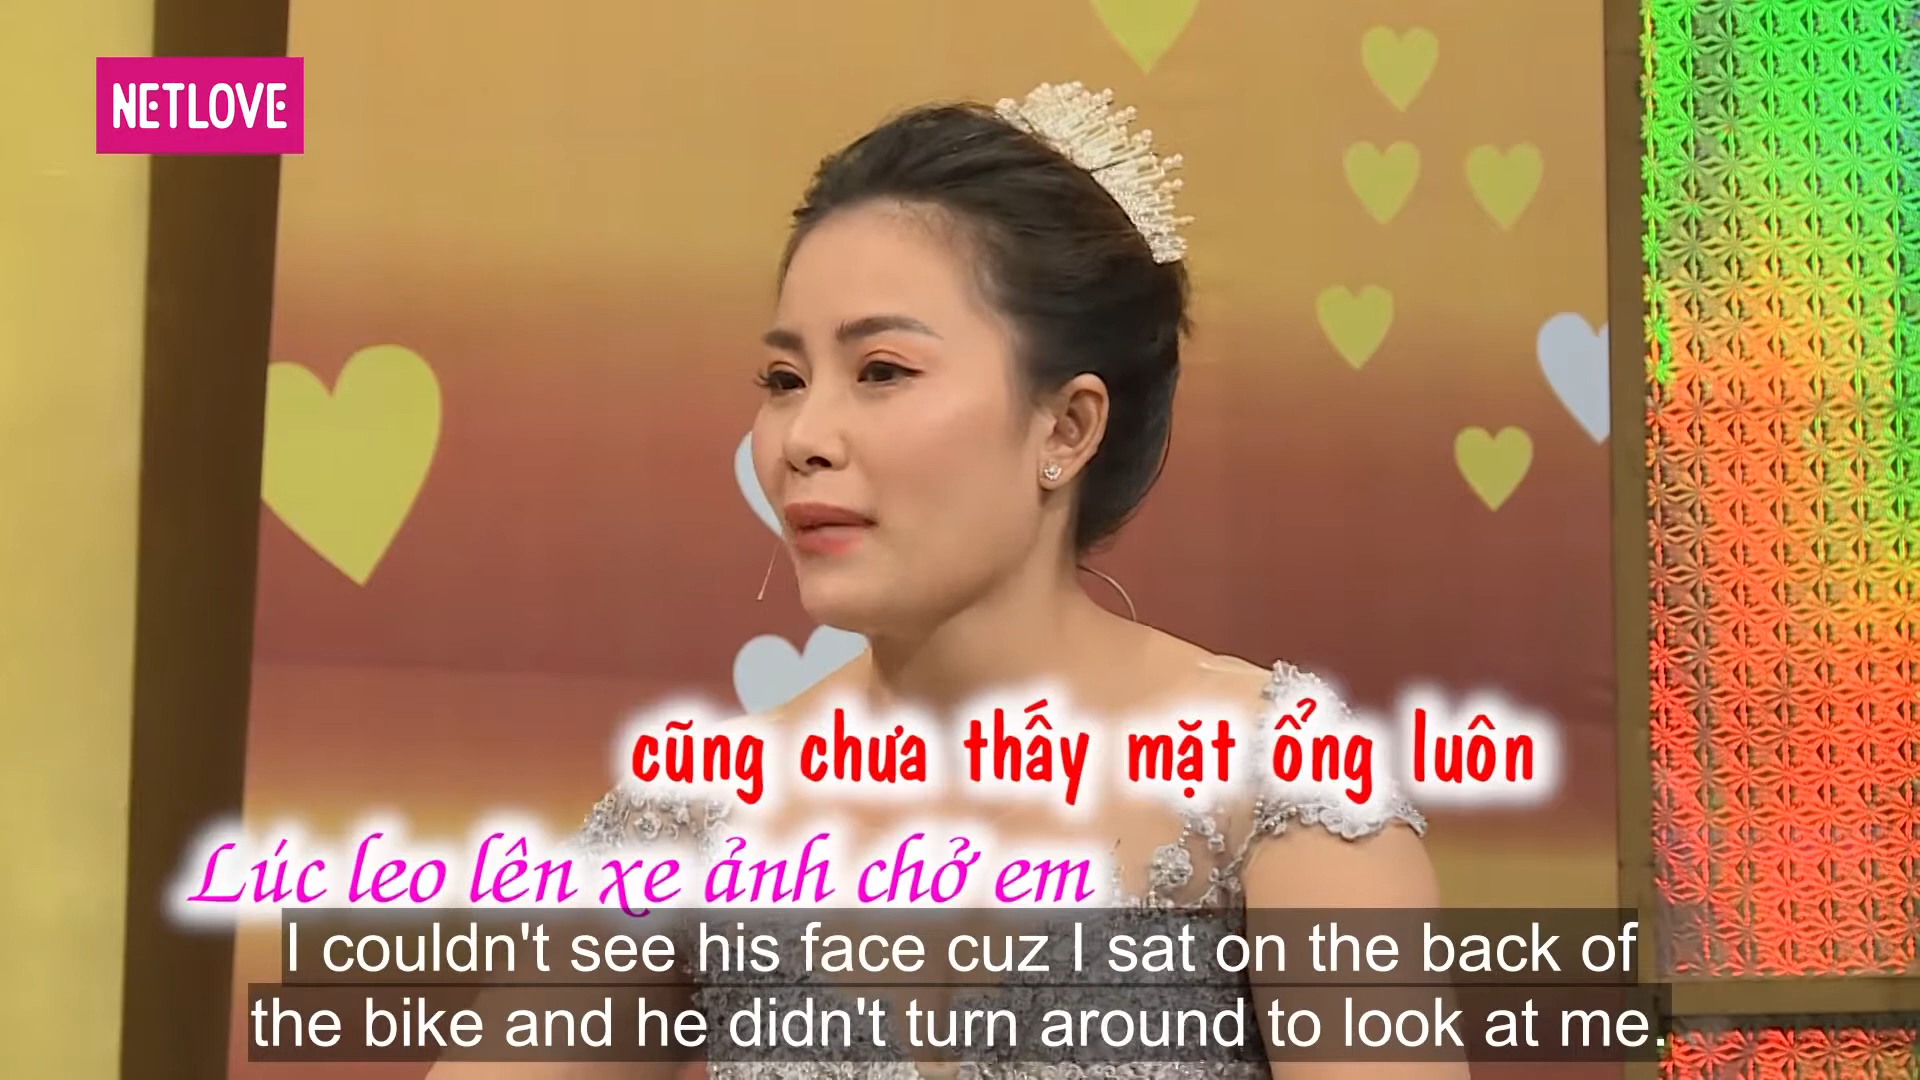 NETLOVE
cũng chưa thấy mặt ổng luôn
Lúc leo lên xe ảnh chở em
I couldn't see his face cuz I sat on the back of
the bike and he didn't turn around to look at me.